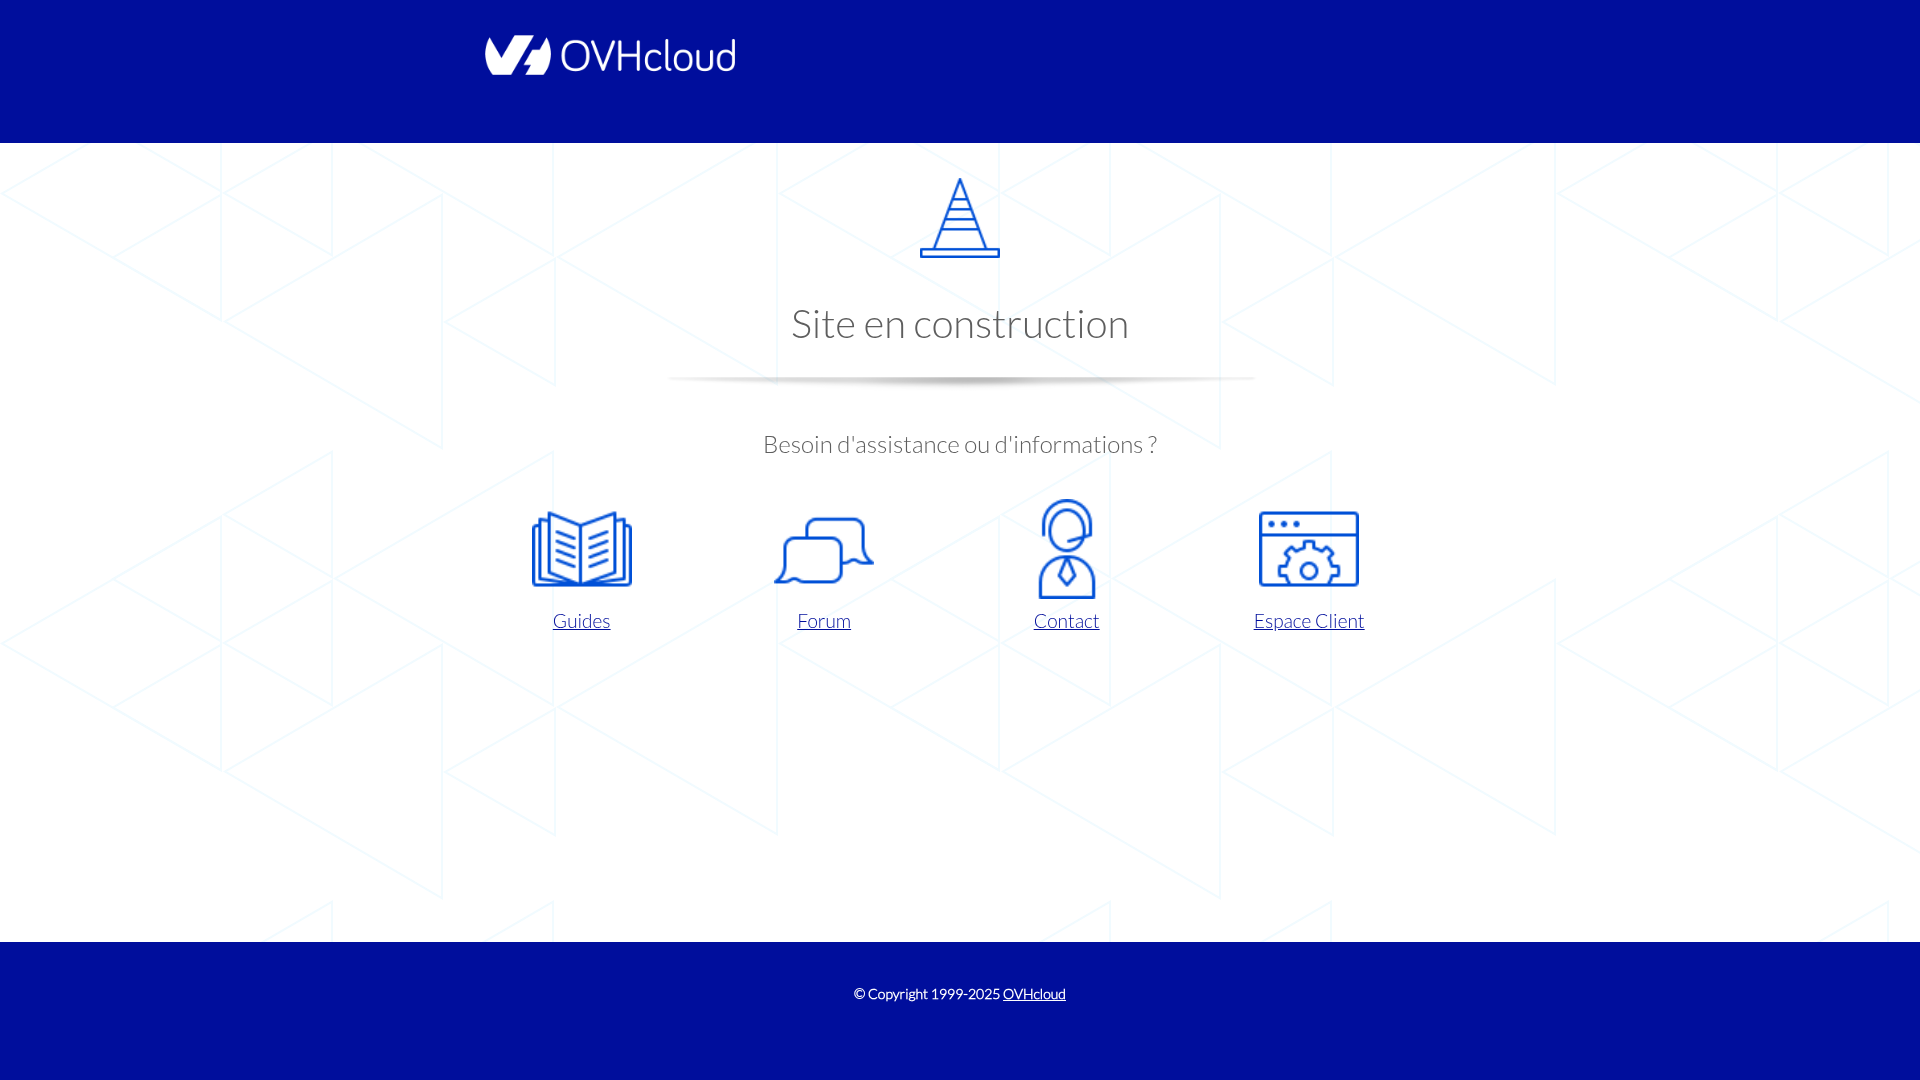 OVHcloud
Site en construction
Besoin d'assistance ou d'informations ?
Guides
Forum
Contact
Espace Client
© Copyright 1999-2025 OVHcloud